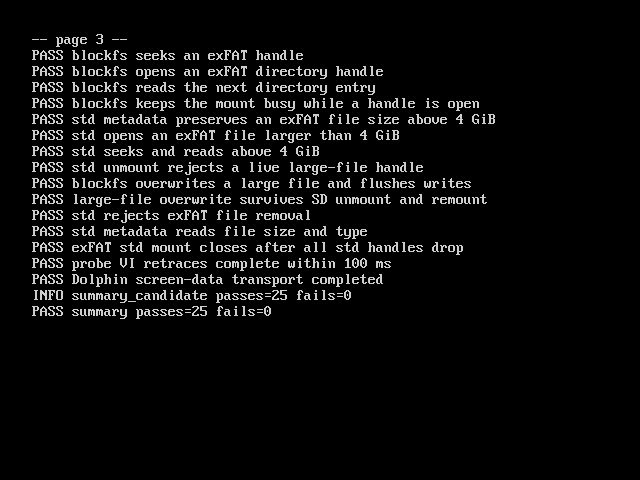 -- page 3 --
PASS blockfs seeks an exFAT handle
PASS blockfs opens an exFAT directory handle
PASS blockfs reads the next directory entry
PASS blockfs keeps the mount busy while a handle is open
PASS std metadata preserves an exFAT file size above 4 GiB
PASS std opens an exFAT file larger than 4 GiB
PASS std seeks and reads above 4 GiB
PASS std unmount rejects a live large-file handle
PASS blockfs overwrites a large file and flushes writes
PASS large-file overwrite survives SD unmount and remount
PASS std rejects exFAT file removal
PASS std metadata reads file size and type
PASS exFAT std mount closes after all std handles drop
PASS probe VI retraces complete within 100 ms
PASS Dolphin screen-data transport completed
INFO summary_candidate passes=25 fails=0
PASS summary passes=25 fails=0